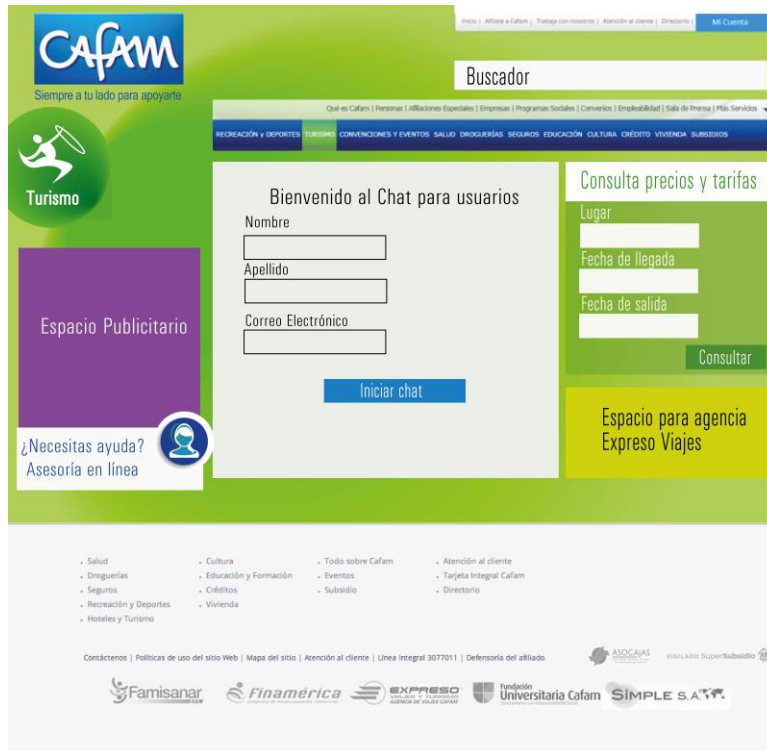 Inicio | Afíliate a Cafam | Trabaja con nosotros | Atención al cliente | Directorio | Mi Cuenta
CAFAM
Siempre a tu lado para apoyarte
Buscador
Qué es Cafam | Personas | Afiliaciones Especiales | Empresas | Programas Sociales | Convenios | Empleabilidad | Sala de Prensa | Más Servidos
RECREACIÓN y DEPORTES TURISMO CONVENCIONES Y EVENTOS SALUD DROGUERÍAS SEGUROS EDUCACIÓN CULTURA CRÉDITO VIVIENDA SUBSIDIOS
Turismo
Bienvenido al Chat para usuarios
Nombre
Apellido
Correo Electrónico
Iniciar chat
Consulta precios y tarifas
Lugar
Fecha de llegada
Fecha de salida
Consultar
Espacio Publicitario
¿Necesitas ayuda?
Asesoría en línea
Espacio para agencia
Expreso Viajes
Salud
Droguerías
Seguros
Recreación y Deportes
Hoteles y Turismo
Cultura
Educación y Formación
Créditos
Vivienda
Todo sobre Cafam
Eventos
Subsidio
Atención al cliente
Tarjeta Integral Cafam
Directorio
Contáctenos | Políticas de uso del sitio Web | Mapa del sitio | Atención al cliente | Línea Integral 3077011 | Defensoría del afiliado
ASOCAJAS
VIGILADO SuperSubsidio
Famisanar
Finamérica
EXPRESO
VIAJES Y TURISMO
AGENCIA DE VIAJES CAFAM
Fundación
Universitaria Cafam
SIMPLE S.A.